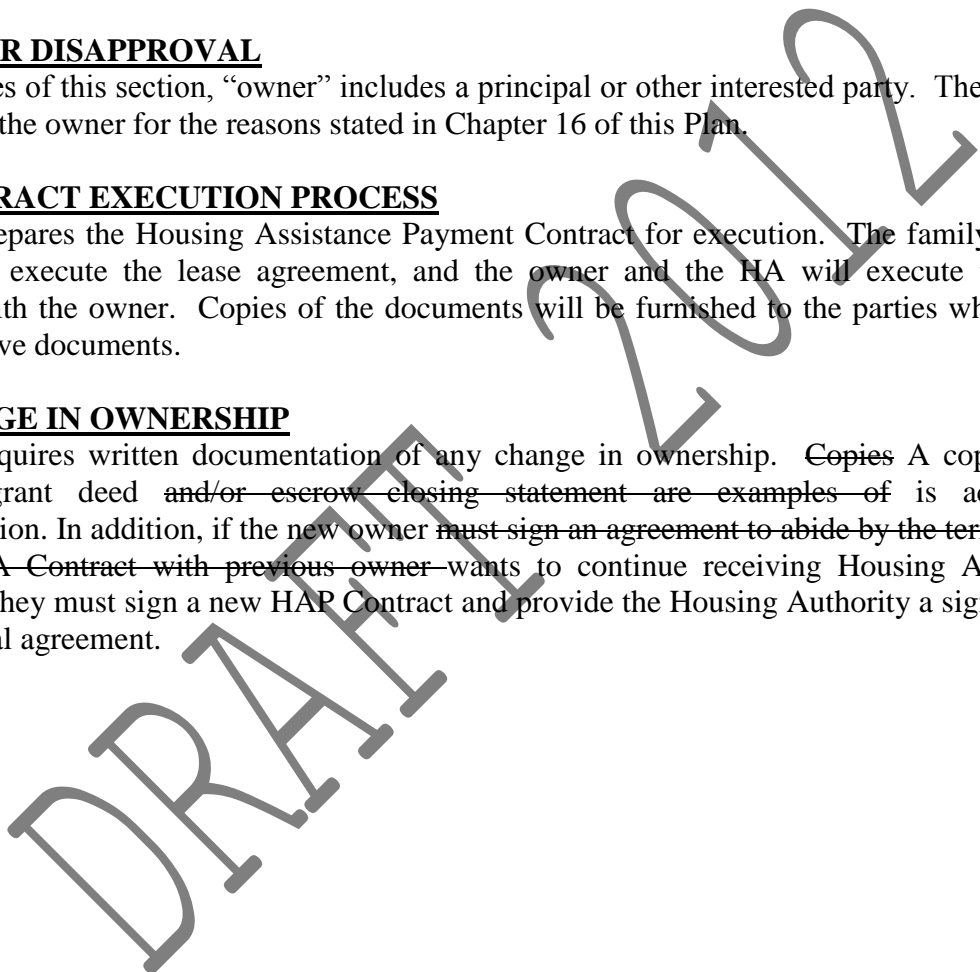 R DISAPPROVAL
es of this section, “owner” includes a principal or other interested party. The
the owner for the reasons stated in Chapter 16 of this Plan.
RACT EXECUTION PROCESS
epares the Housing Assistance Payment Contract for execution. The family
execute the lease agreement, and the owner and the HA will execute
ith the owner. Copies of the documents will be furnished to the parties wh
ve documents.
GE IN OWNERSHIP
quires written documentation of any change in ownership. Copies A cop
grant deed and/or escrow closing statement are examples of is a
ion. In addition, if the new owner must sign an agreement to abide by the ter
A Contract with previous owner wants to continue receiving Housing A
they must sign a new HAP Contract and provide the Housing Authority a sig
al agreement.
DRAFT 2012